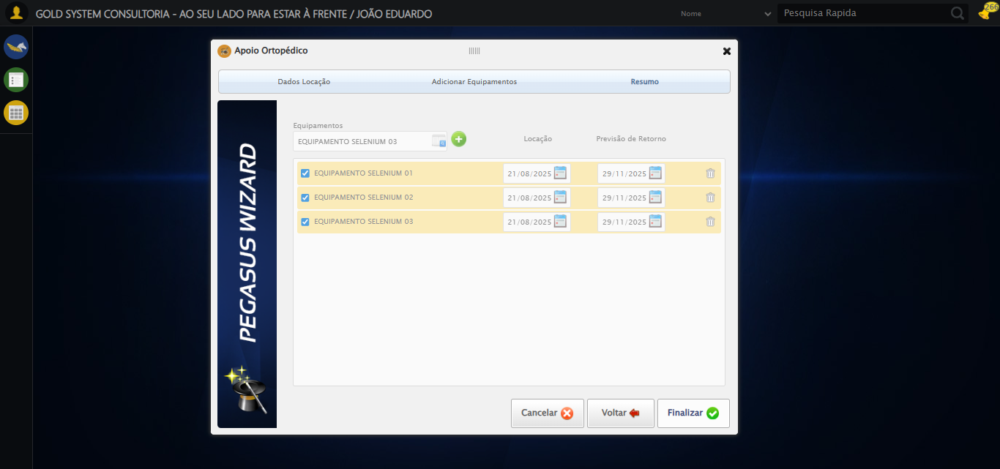 GOLD SYSTEM CONSULTORIA - AO SEU LADO PARA ESTAR À FRENTE / JOÃO EDUARDO
Nome
Pesquisa Rapida
266
Apoio Ortopédico
Dados Locação
Adicionar Equipamentos
Resumo
PEGASUS WIZARD
Equipamentos
EQUIPAMENTO SELENIUM 03
Locação
Previsão de Retorno
EQUIPAMENTO SELENIUM 01 21/08/2025 29/11/2025
EQUIPAMENTO SELENIUM 02 21/08/2025 29/11/2025
EQUIPAMENTO SELENIUM 03 21/08/2025 29/11/2025
Cancelar
Voltar
Finalizar